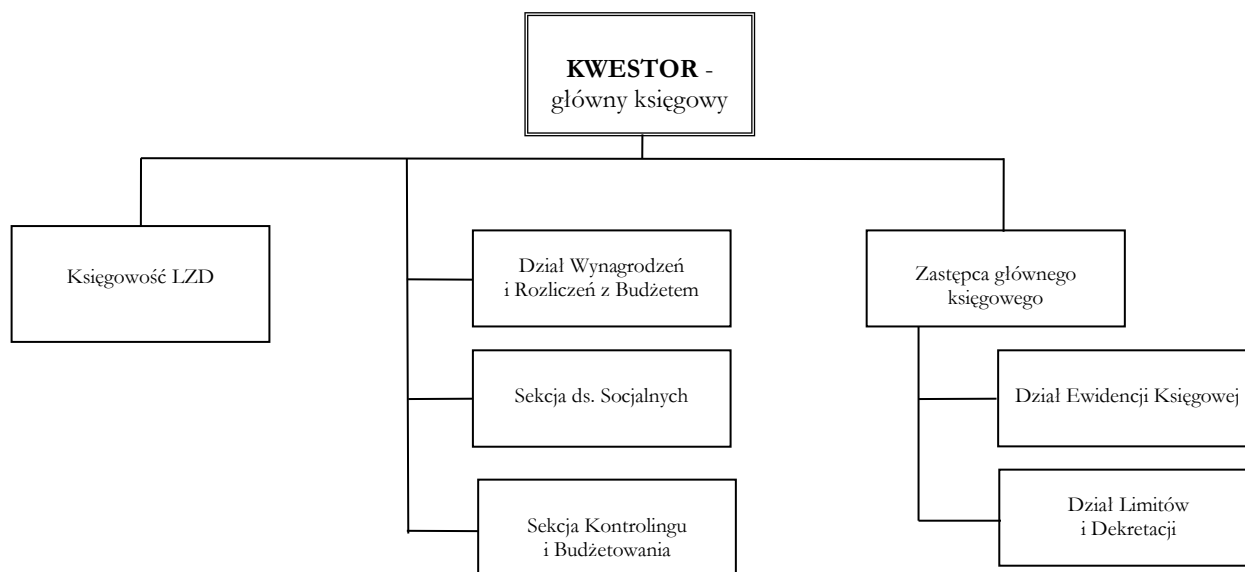 KWESTOR -
główny księgowy
Księgowość LZD
Dział Wynagrodzeń
i Rozliczeń z Budżetem
Zastępca głównego
księgowego
Sekcja ds. Socjalnych
Dział Ewidencji Księgowej
Sekcja Kontrolingu
i Budżetowania
Dział Limitów
i Dekretacji